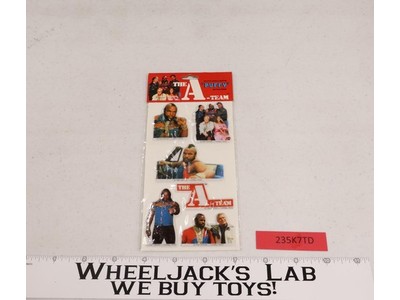 THE A-TEAM
PUFFY
THE A-TEAM
235K7TD
WHEELJACK'S LAB
WE BUY TOYS!